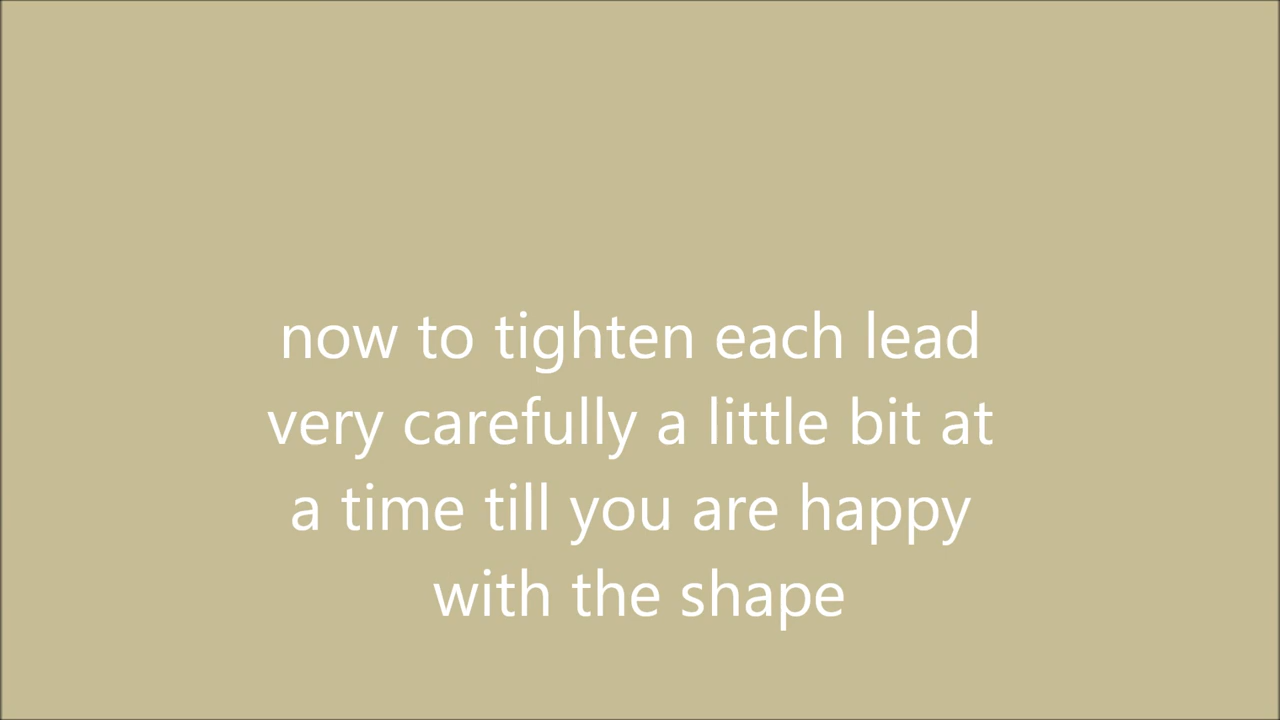 now to tighten each lead
very carefully a little bit at
a time till you are happy
with the shape